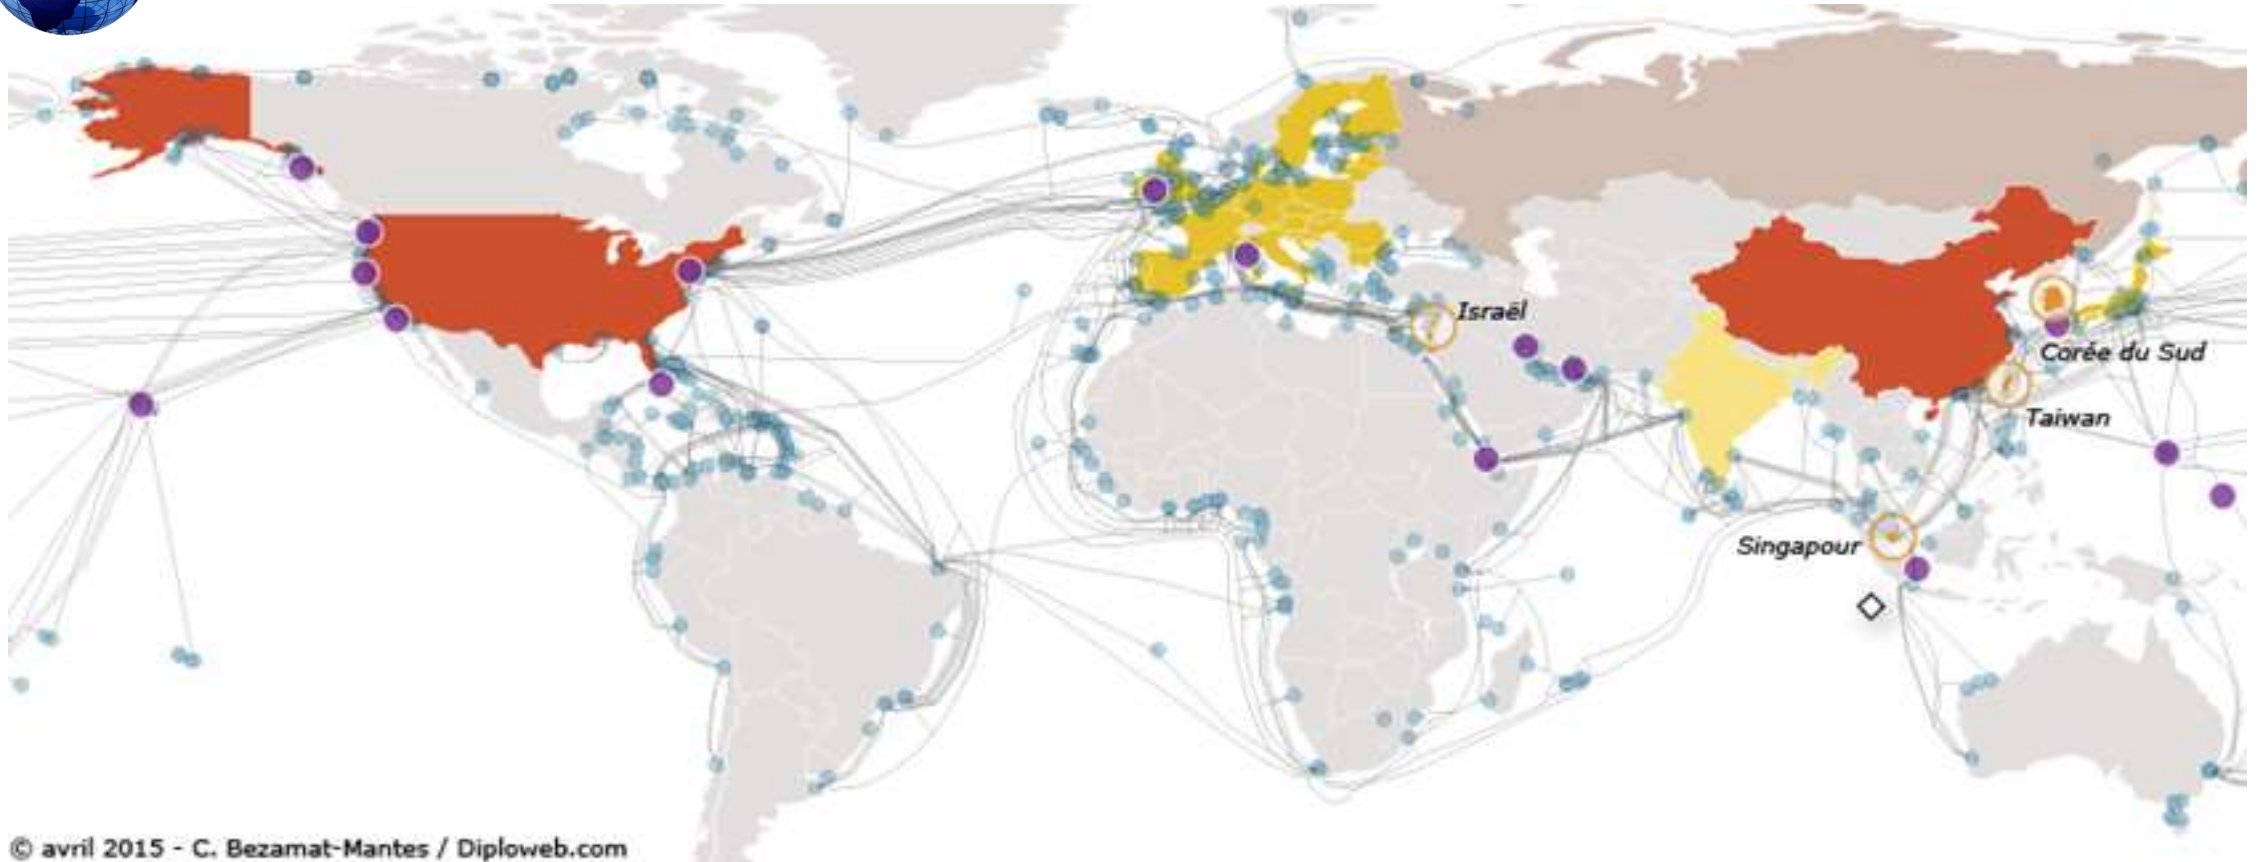 Israël
Corée du Sud
Taiwan
Singapour
© avril 2015 - C. Bezamat-Mantes / Diploweb.com